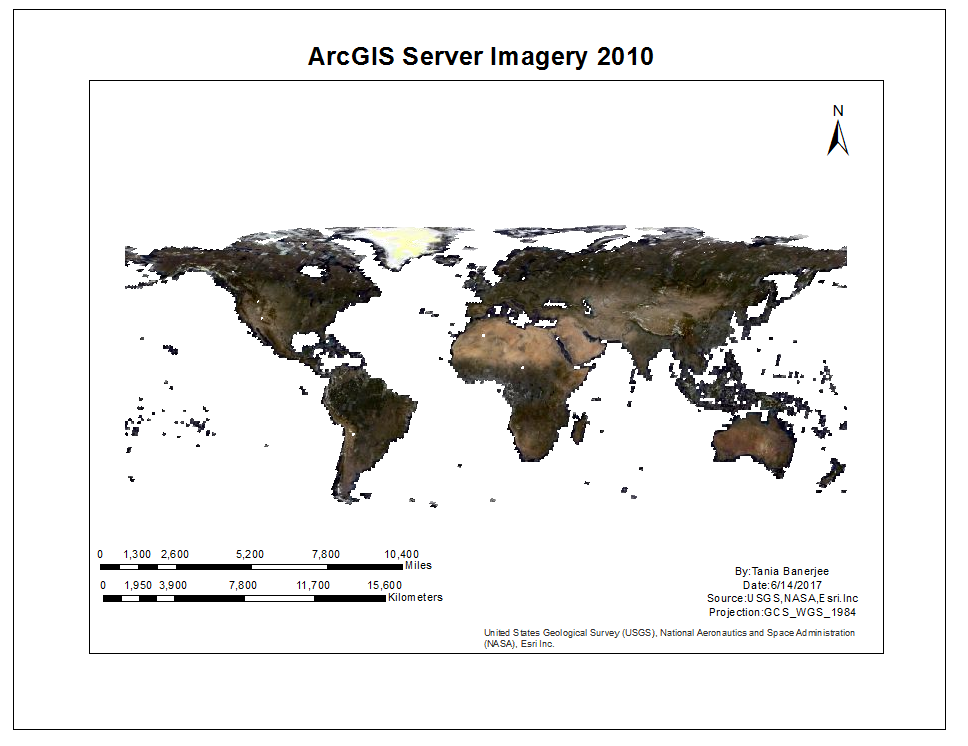 ArcGIS Server Imagery 2010
N
0 1,300 2,600 5,200 7,800 10,400
Miles
0 1,950 3,900 7,800 11,700 15,600
Kilometers
By:Tania Banerjee
Date:6/14/2017
Source:USGS,NASA,Esri.Inc
Projection:GCS_WGS_1984
United States Geological Survey (USGS), National Aeronautics and Space Administration
(NASA), Esri Inc.